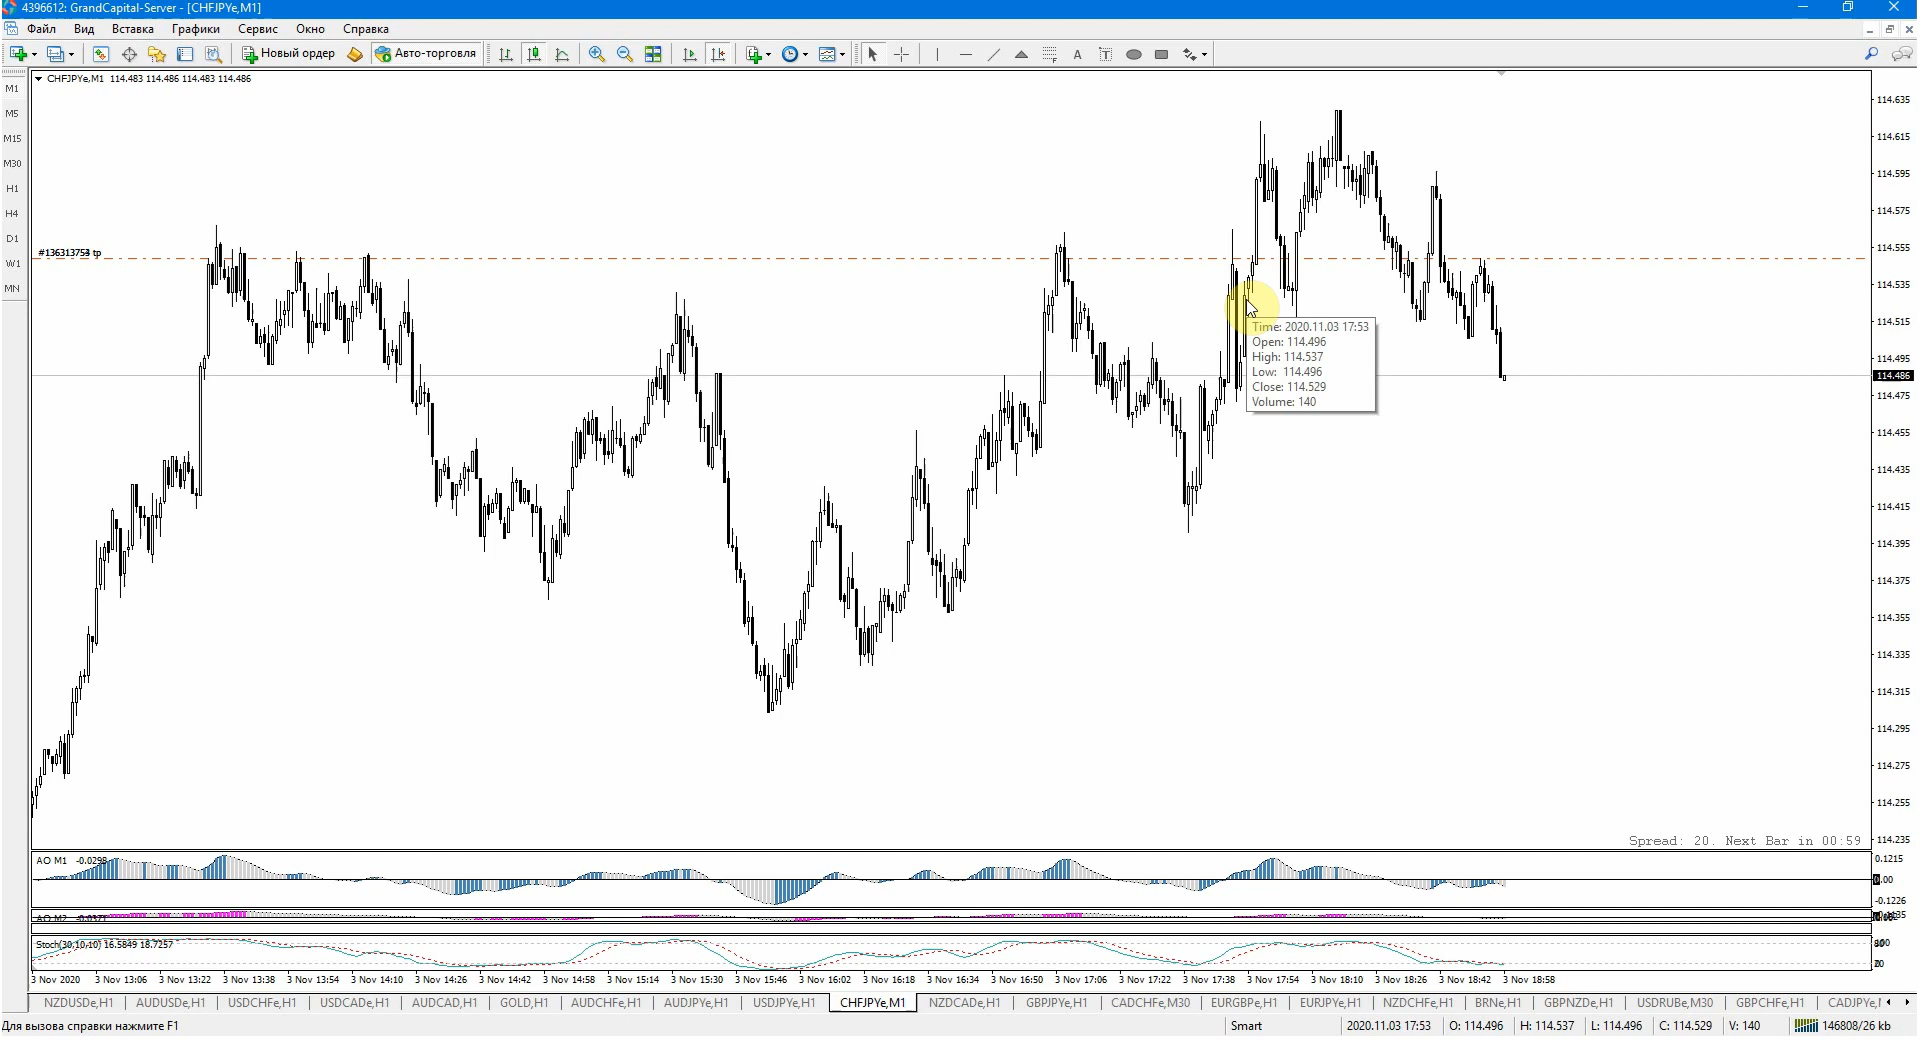 4396612: GrandCapital-Server - [CHFJPYe,M1]
Файл Вид Вставка Графики Сервис Окно Справка
Новый ордер Авто-торговля
M1
M5
M15
M30
H1
H4
D1
W1
MN
CHFJPYe,M1 114.483 114.486 114.483 114.486
#136313754 tp
Time: 2020.11.03 17:53
Open: 114.496
High: 114.537
Low: 114.496
Close: 114.529
Volume: 140
114.635
114.615
114.595
114.575
114.555
114.535
114.515
114.495
114.486
114.475
114.455
114.435
114.415
114.395
114.375
114.355
114.335
114.315
114.295
114.275
114.255
114.235
Spread: 20. Next Bar in 00:59
AO M1 -0.0298
0.1215
0.00
-0.1226
AO M2 -0.0371
Stoch(30,10,10) 16.5849 18.7257
20
3 Nov 2020 3 Nov 13:06 3 Nov 13:22 3 Nov 13:38 3 Nov 13:54 3 Nov 14:10 3 Nov 14:26 3 Nov 14:42 3 Nov 14:58 3 Nov 15:14 3 Nov 15:30 3 Nov 15:46 3 Nov 16:02 3 Nov 16:18 3 Nov 16:34 3 Nov 16:50 3 Nov 17:06 3 Nov 17:22 3 Nov 17:38 3 Nov 17:54 3 Nov 18:10 3 Nov 18:26 3 Nov 18:42 3 Nov 18:58
NZDUSDe,H1 AUDUSDe,H1 USDCHFe,H1 USDCADe,H1 AUDCAD,H1 GOLD,H1 AUDCHFe,H1 AUDJPYe,H1 USDJPYe,H1 CHFJPYe,M1 NZDCADe,H1 GBPJPYe,H1 CADCHFe,M30 EURGBPe,H1 EURJPYe,H1 NZDCHFe,H1 BRNe,H1 GBPNZDe,H1 USDRUBe,M30 GBPCHFe,H1 CADJPYe,
Для вызова справки нажмите F1 Smart 2020.11.03 17:53 O: 114.496 H: 114.537 L: 114.496 C: 114.529 V: 140 146808/26 kb